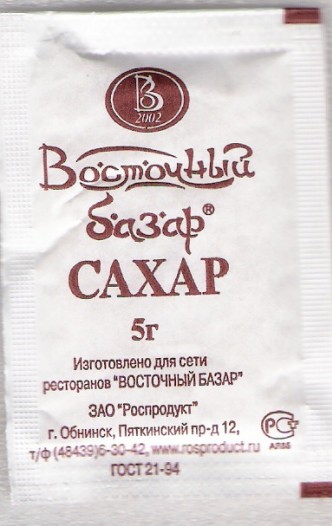 В
2002
Восточный
базар®
САХАР
5г
Изготовлено для сети
ресторанов "ВОСТОЧНЫЙ БАЗАР"
ЗАО "Роспродукт"
г. Обнинск, Пяткинский пр-д 12,
т/ф (48439)6-30-42, www.rosproduct.ru
ГОСТ 21-94
РСТ